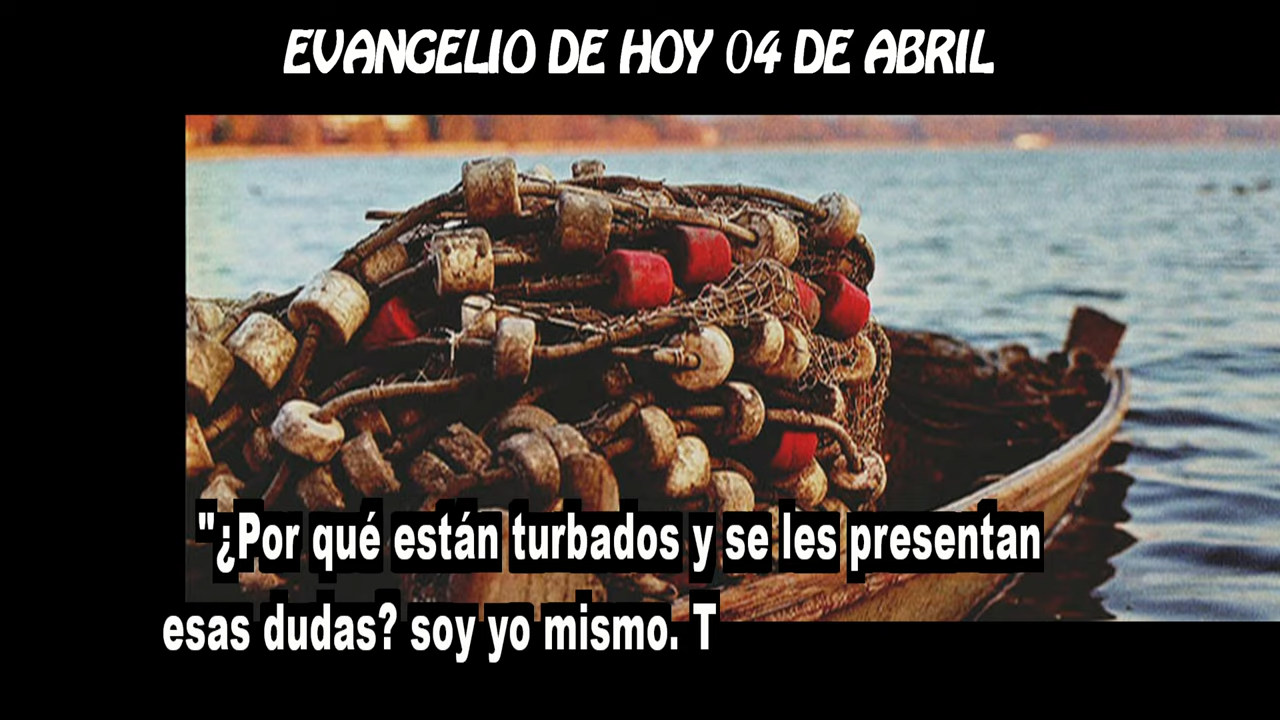 EVANGELIO DE HOY 04 DE ABRIL
"¿Por qué están turbados y se les presentan
esas dudas? soy yo mismo. T